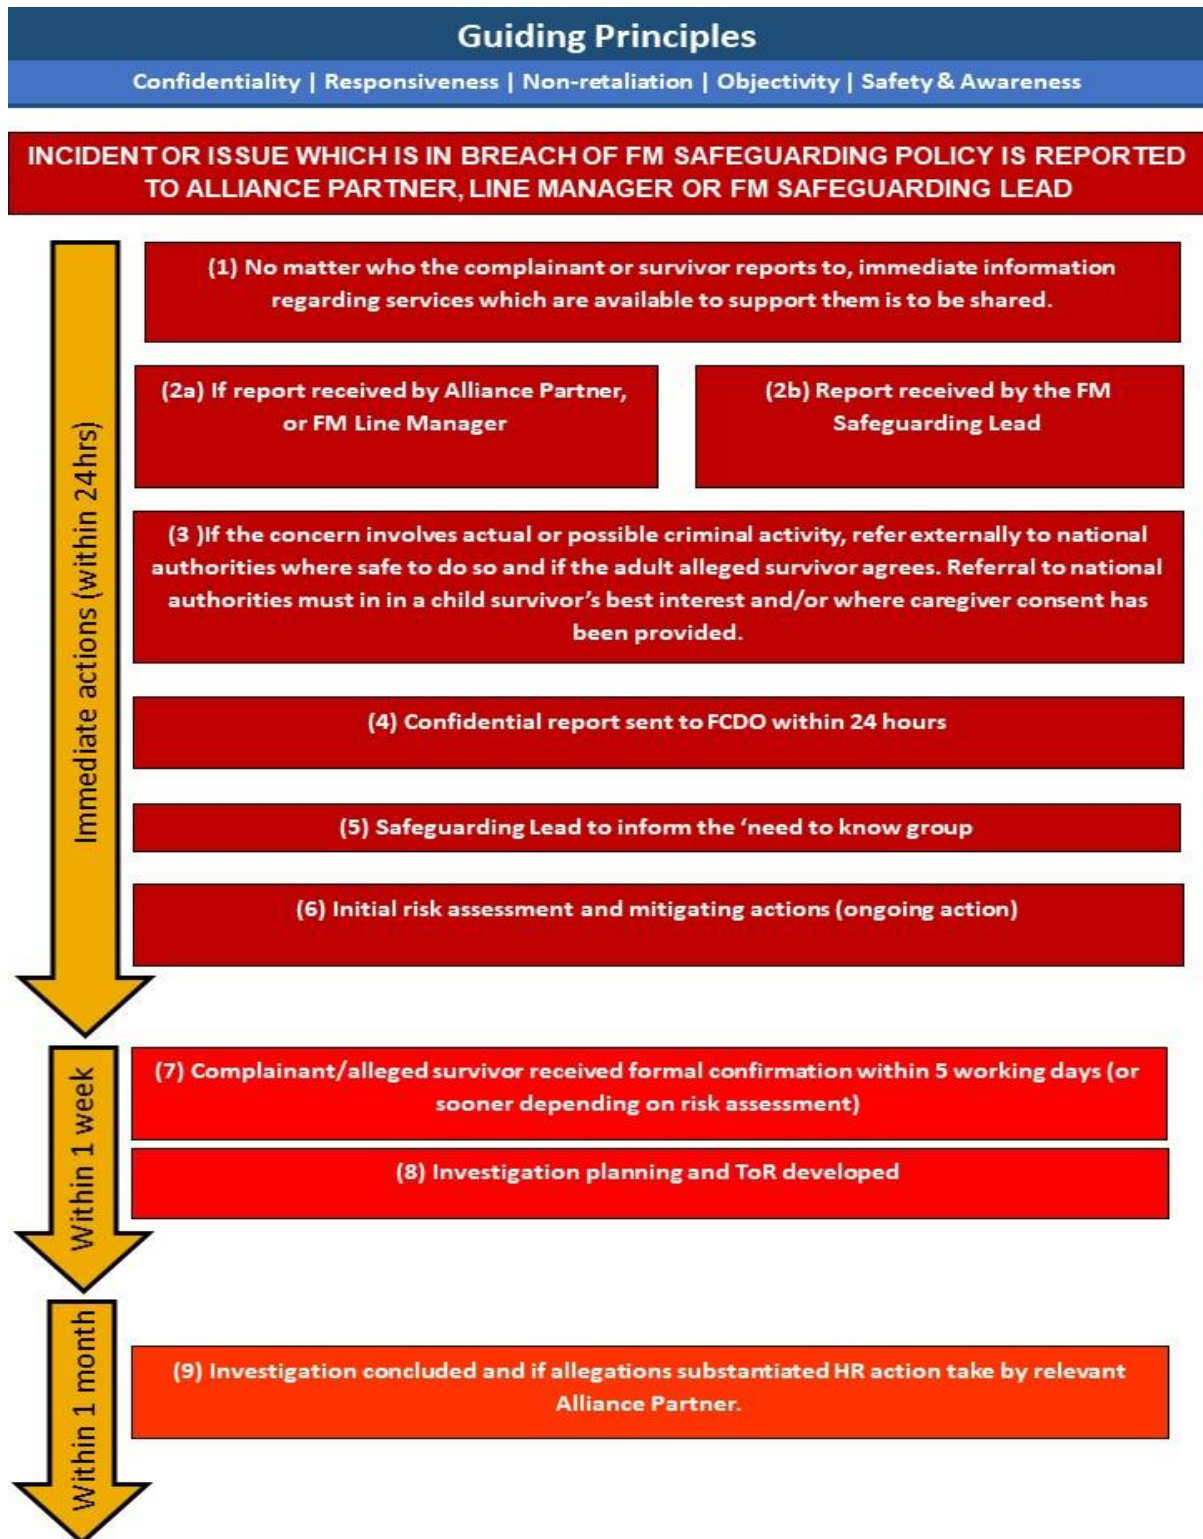 Guiding Principles
Confidentiality | Responsiveness | Non-retaliation | Objectivity | Safety & Awareness
INCIDENT OR ISSUE WHICH IS IN BREACH OF FM SAFEGUARDING POLICY IS REPORTED
TO ALLIANCE PARTNER, LINE MANAGER OR FM SAFEGUARDING LEAD
Immediate actions (within 24hrs)
(1) No matter who the complainant or survivor reports to, immediate information
regarding services which are available to support them is to be shared.
(2a) If report received by Alliance Partner,
or FM Line Manager
(2b) Report received by the FM
Safeguarding Lead
(3 )If the concern involves actual or possible criminal activity, refer externally to national
authorities where safe to do so and if the adult alleged survivor agrees. Referral to national
authorities must in in a child survivor’s best interest and/or where caregiver consent has
been provided.
(4) Confidential report sent to FCDO within 24 hours
(5) Safeguarding Lead to inform the ‘need to know group
(6) Initial risk assessment and mitigating actions (ongoing action)
Within 1 week
(7) Complainant/alleged survivor received formal confirmation within 5 working days (or
sooner depending on risk assessment)
(8) Investigation planning and ToR developed
Within 1 month
(9) Investigation concluded and if allegations substantiated HR action take by relevant
Alliance Partner.